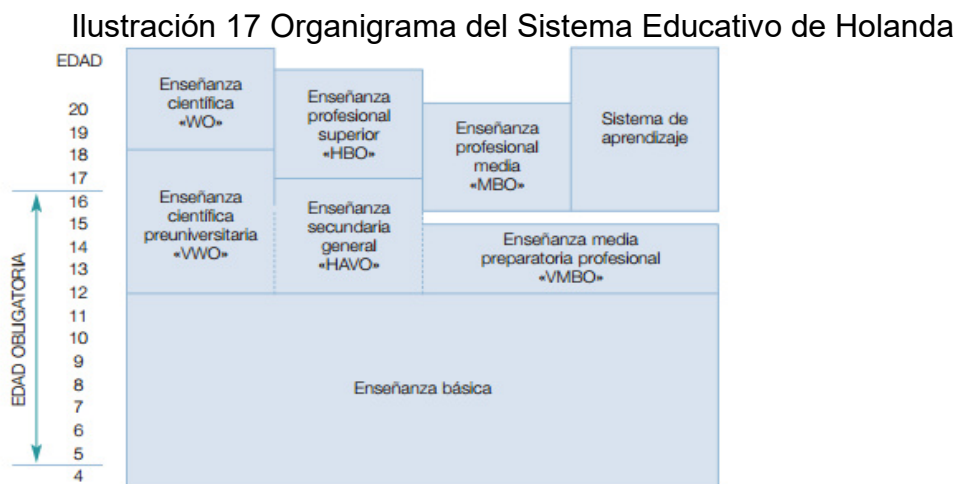 Ilustración 17 Organigrama del Sistema Educativo de Holanda
EDAD
20
19
18
17
16
15
14
13
12
11
10
9
8
7
6
5
4
EDAD OBLIGATORIA
Enseñanza
científica
«WO»
Enseñanza
profesional
superior
«HBO»
Enseñanza
profesional
media
«MBO»
Sistema de
aprendizaje
Enseñanza
científica
preuniversitaria
«VWO»
Enseñanza
secundaria
general
«HAVO»
Enseñanza media
preparatoria profesional
«VMBO»
Enseñanza básica